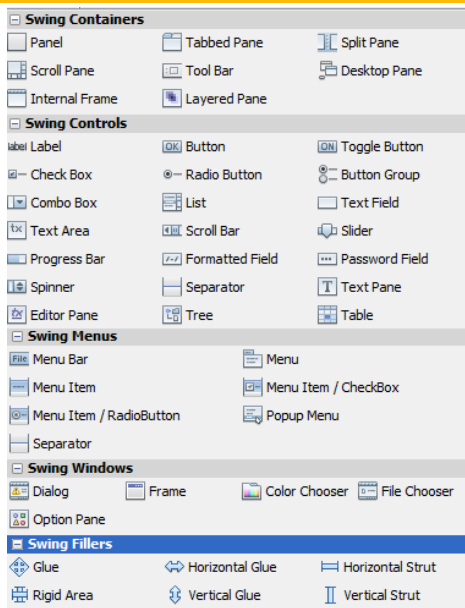 Swing Containers
Panel Tabbed Pane Split Pane
Scroll Pane Tool Bar Desktop Pane
Internal Frame Layered Pane
Swing Controls
label Label OK Button ON Toggle Button
Check Box Radio Button Button Group
Combo Box List Text Field
tx Text Area Scroll Bar Slider
Progress Bar Formatted Field Password Field
Spinner Separator T Text Pane
tx Editor Pane Tree Table
Swing Menus
File Menu Bar Menu
Menu Item Menu Item / CheckBox
Menu Item / RadioButton Popup Menu
Separator
Swing Windows
Dialog Frame Color Chooser File Chooser
Option Pane
Swing Fillers
Glue Horizontal Glue Horizontal Strut
Rigid Area Vertical Glue Vertical Strut